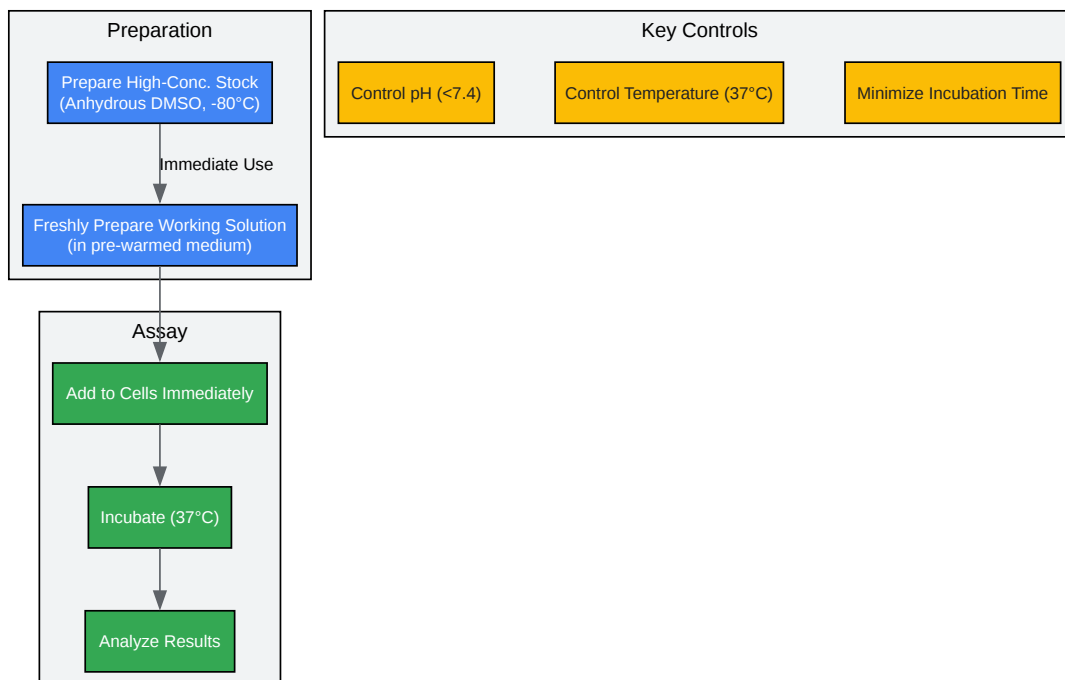 Preparation
Prepare High-Conc. Stock
(Anhydrous DMSO, -80°C)
Immediate Use
Freshly Prepare Working Solution
(in pre-warmed medium)
Assay
Add to Cells Immediately
Incubate (37°C)
Analyze Results
Key Controls
Control pH (<7.4)
Control Temperature (37°C)
Minimize Incubation Time